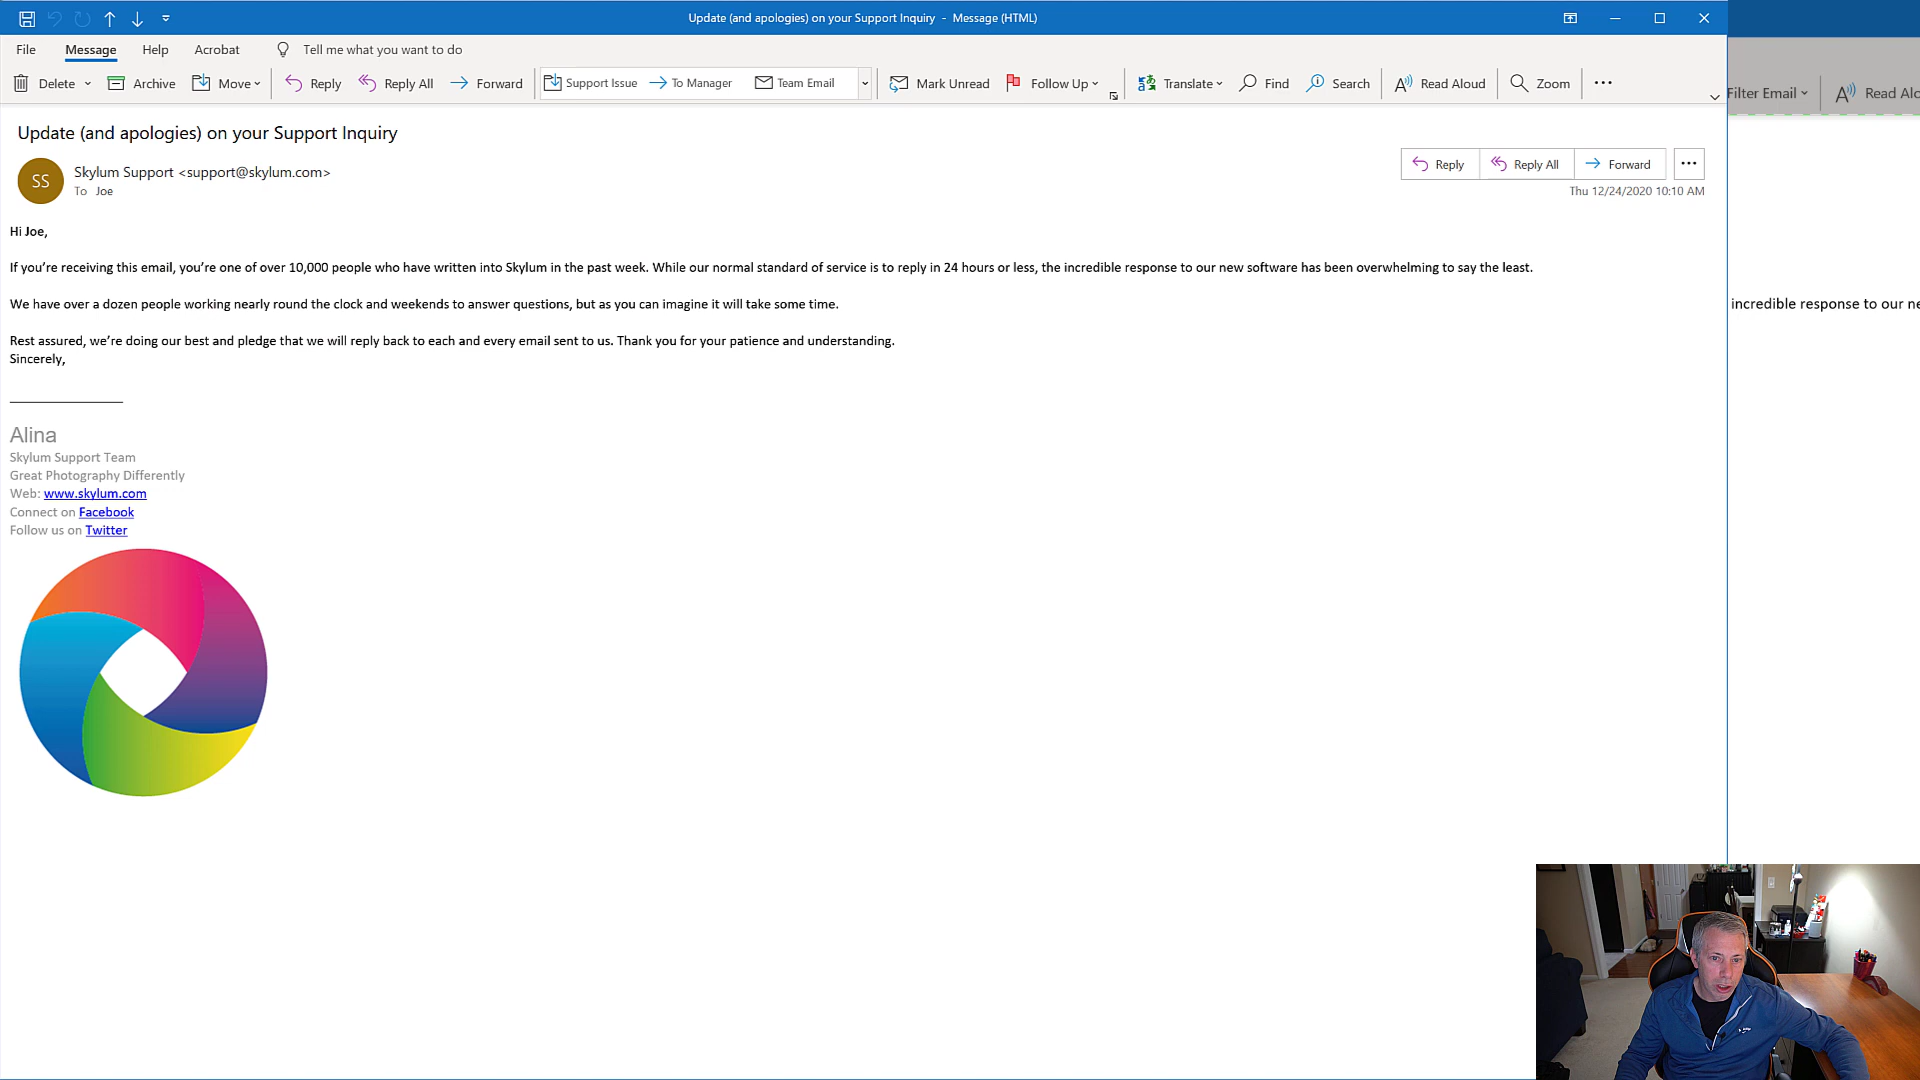 Update (and apologies) on your Support Inquiry - Message (HTML)
File Message Help Acrobat Tell me what you want to do
Delete Archive Move Reply Reply All Forward Support Issue To Manager Team Email Mark Unread Follow Up Translate Find Search Read Aloud Zoom
Filter Email Read Alo
Update (and apologies) on your Support Inquiry
SS
Skylum Support <support@skylum.com>
To Joe
Reply Reply All Forward
Thu 12/24/2020 10:10 AM
Hi Joe,
If you're receiving this email, you're one of over 10,000 people who have written into Skylum in the past week. While our normal standard of service is to reply in 24 hours or less, the incredible response to our new software has been overwhelming to say the least.
We have over a dozen people working nearly round the clock and weekends to answer questions, but as you can imagine it will take some time.
incredible response to our ne
Rest assured, we're doing our best and pledge that we will reply back to each and every email sent to us. Thank you for your patience and understanding.
Sincerely,
Alina
Skylum Support Team
Great Photography Differently
Web: www.skylum.com
Connect on Facebook
Follow us on Twitter